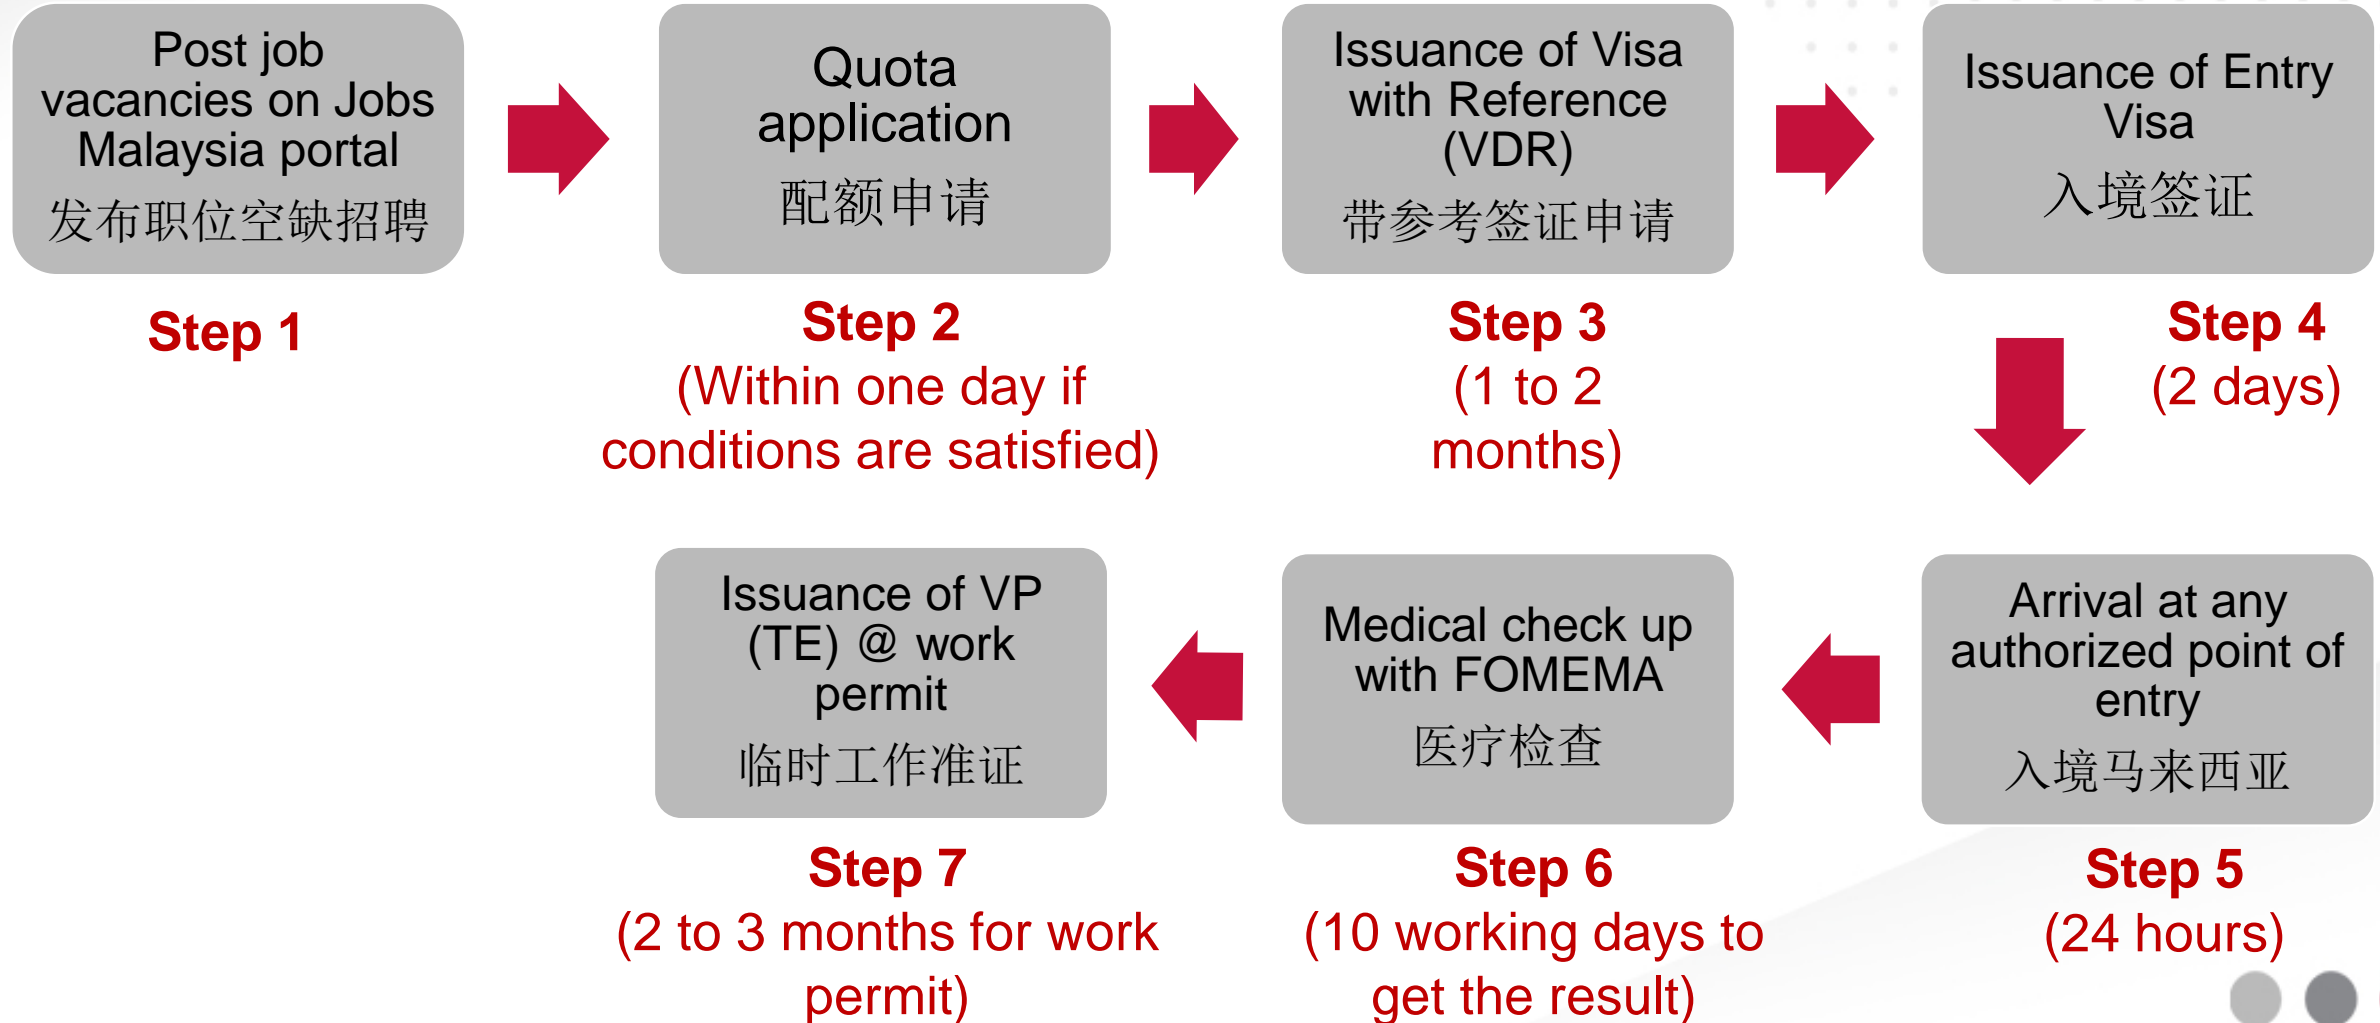 Post job
vacancies on Jobs
Malaysia portal
发布职位空缺招聘
Step 1
Quota
application
配额申请
Step 2
(Within one day if
conditions are satisfied)
Issuance of Visa
with Reference
(VDR)
带参考签证申请
Step 3
(1 to 2
months)
Issuance of Entry
Visa
入境签证
Step 4
(2 days)
Arrival at any
authorized point of
entry
入境马来西亚
Step 5
(24 hours)
Medical check up
with FOMEMA
医疗检查
Step 6
(10 working days to
get the result)
Issuance of VP
(TE) @ work
permit
临时工作准证
Step 7
(2 to 3 months for work
permit)